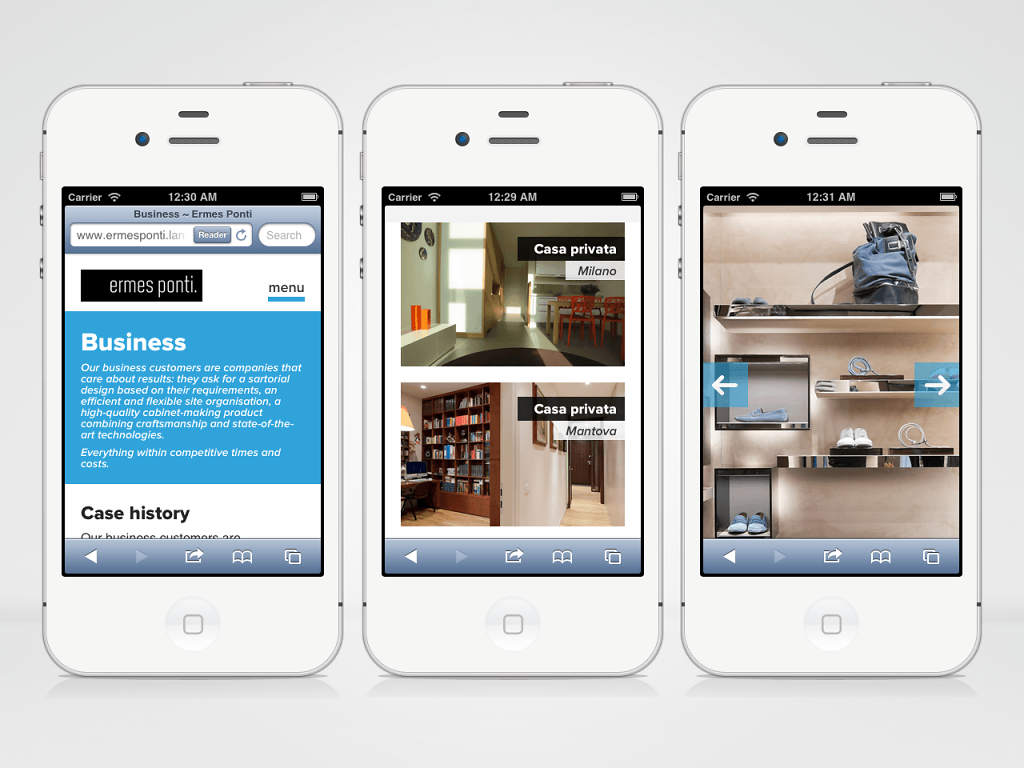 Carrier 12:30 AM
Business ~ Ermes Ponti
www.ermesponti.lan Reader Search
ermes ponti.
menu
Business
Our business customers are companies that
care about results: they ask for a sartorial
design based on their requirements, an
efficient and flexible site organisation, a
high-quality cabinet-making product
combining craftsmanship and state-of-the-
art technologies.
Everything within competitive times and
costs.
Case history
Our business customers are
Carrier 12:29 AM
Casa privata
Milano
Casa privata
Mantova
Carrier 12:31 AM